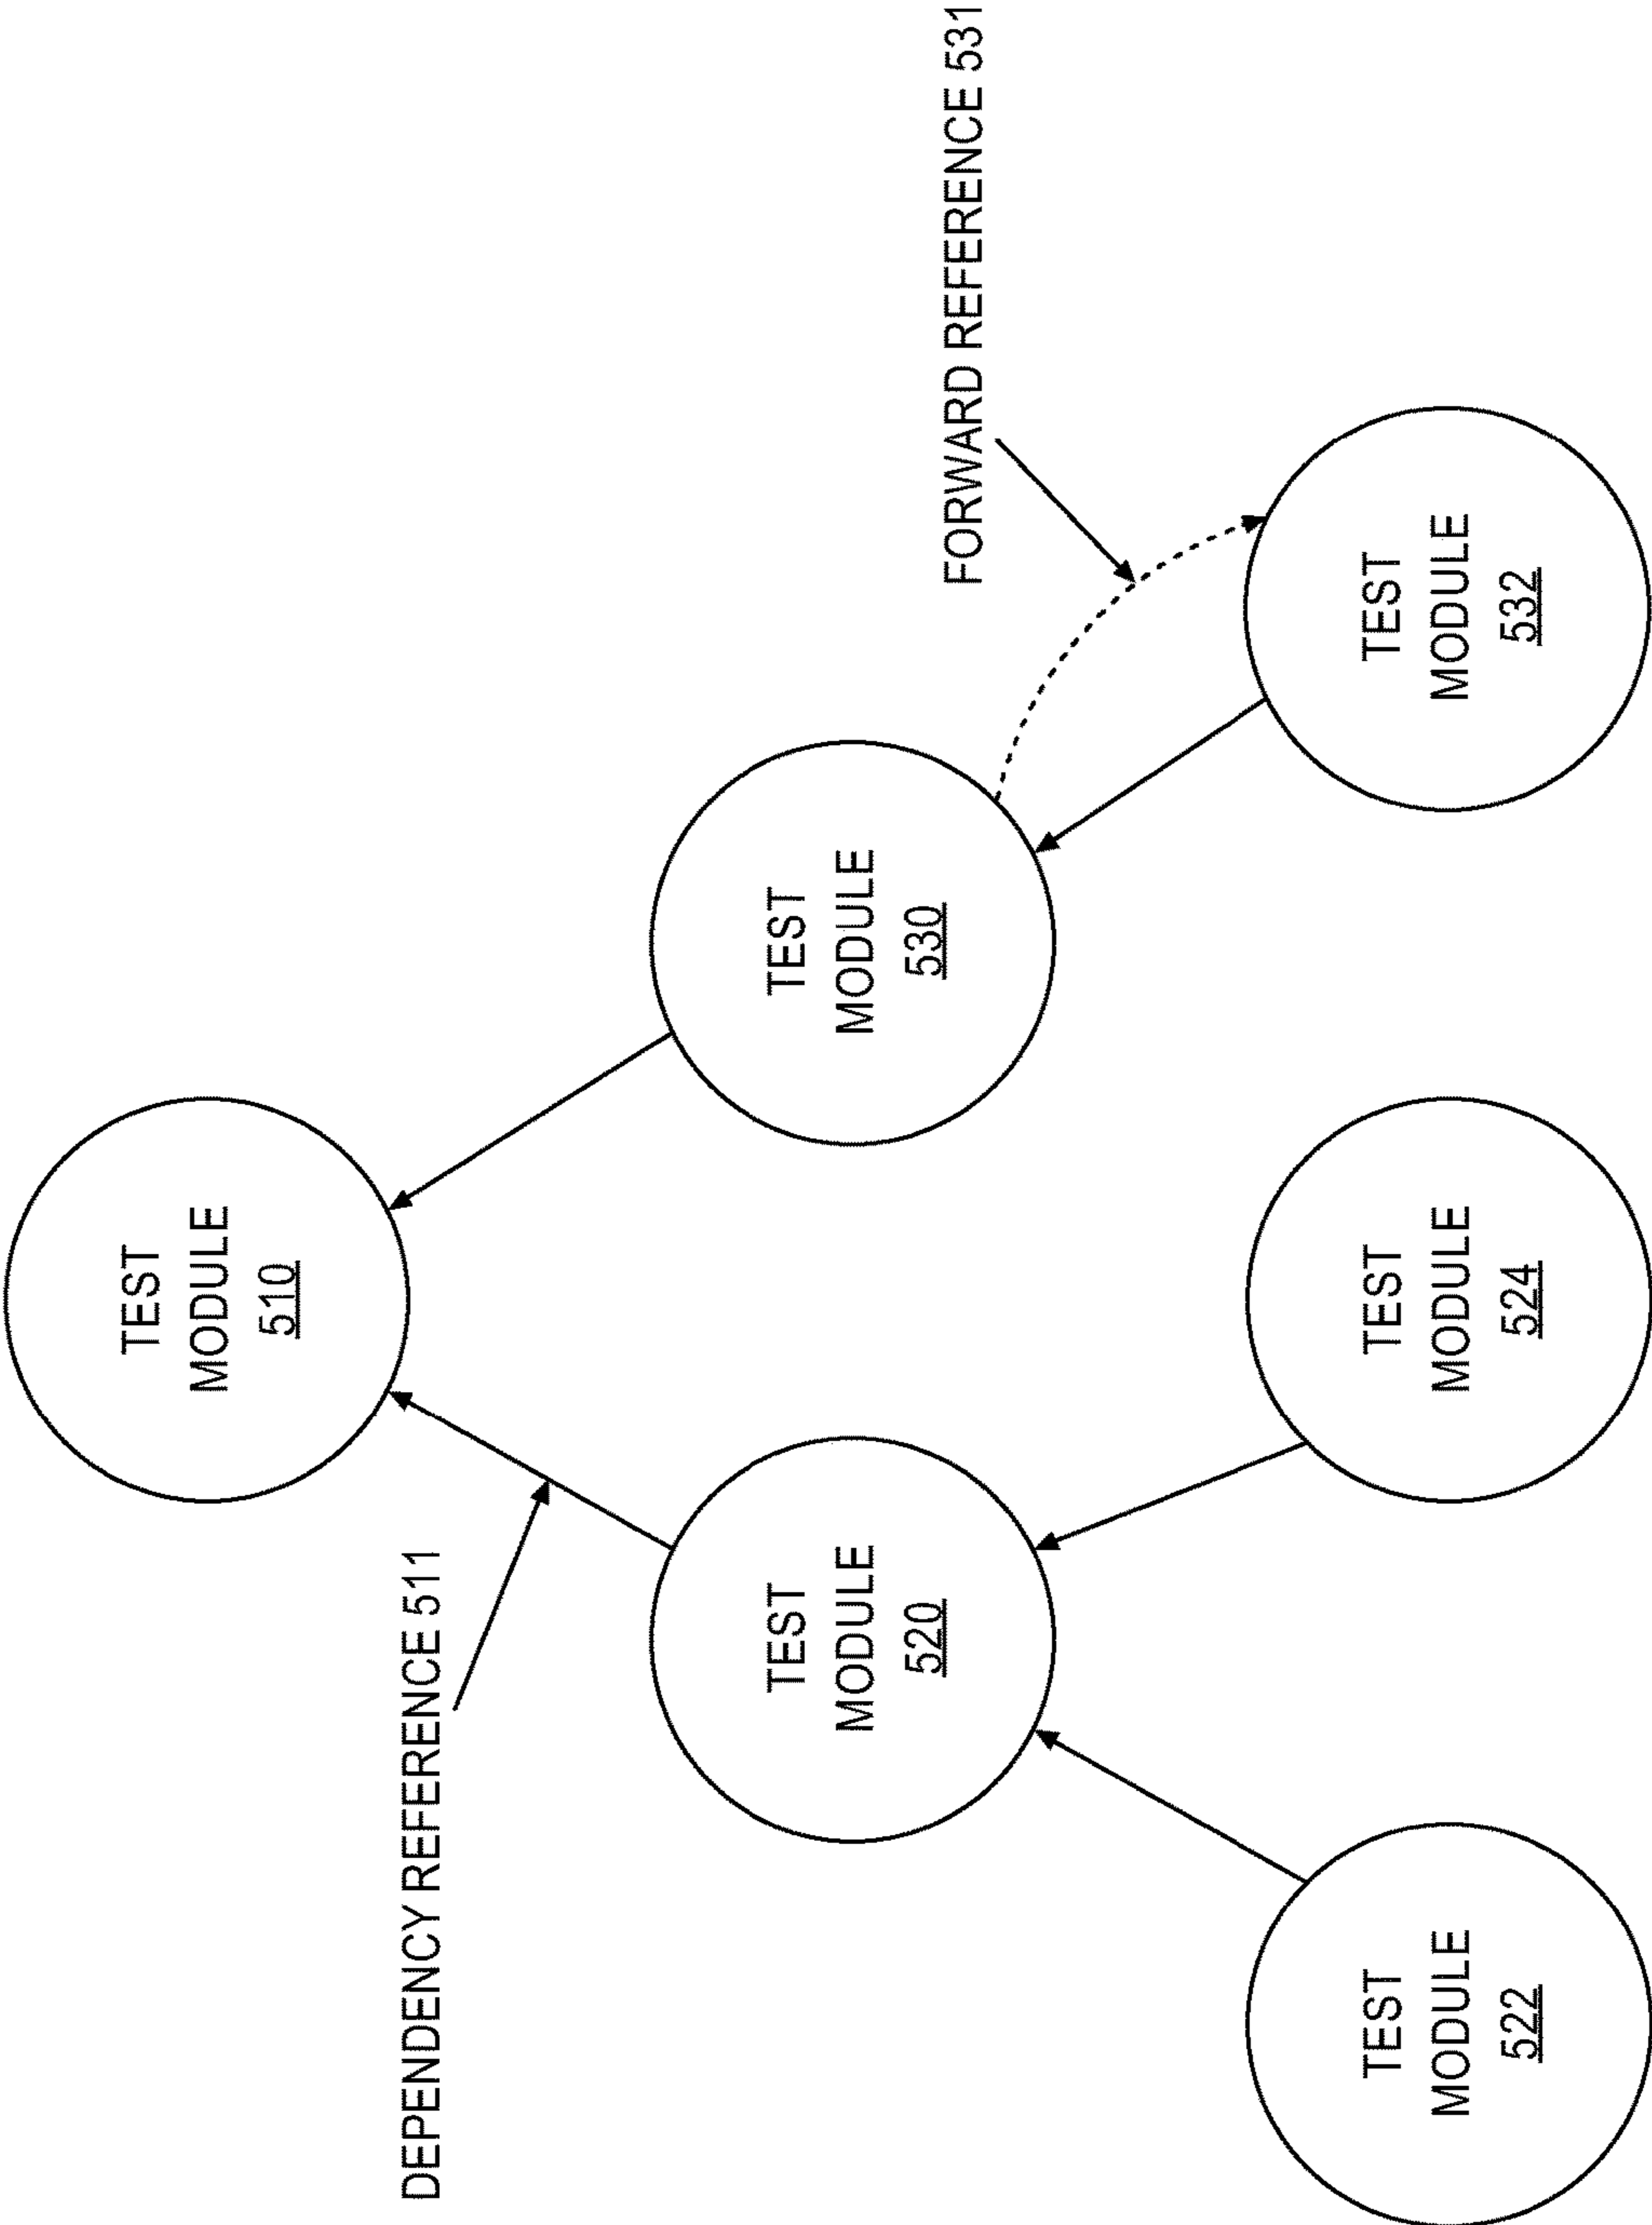 TEST
MODULE
510
DEPENDENCY REFERENCE 511
TEST
MODULE
520
TEST
MODULE
530
FORWARD REFERENCE 531
TEST
MODULE
522
TEST
MODULE
524
TEST
MODULE
532